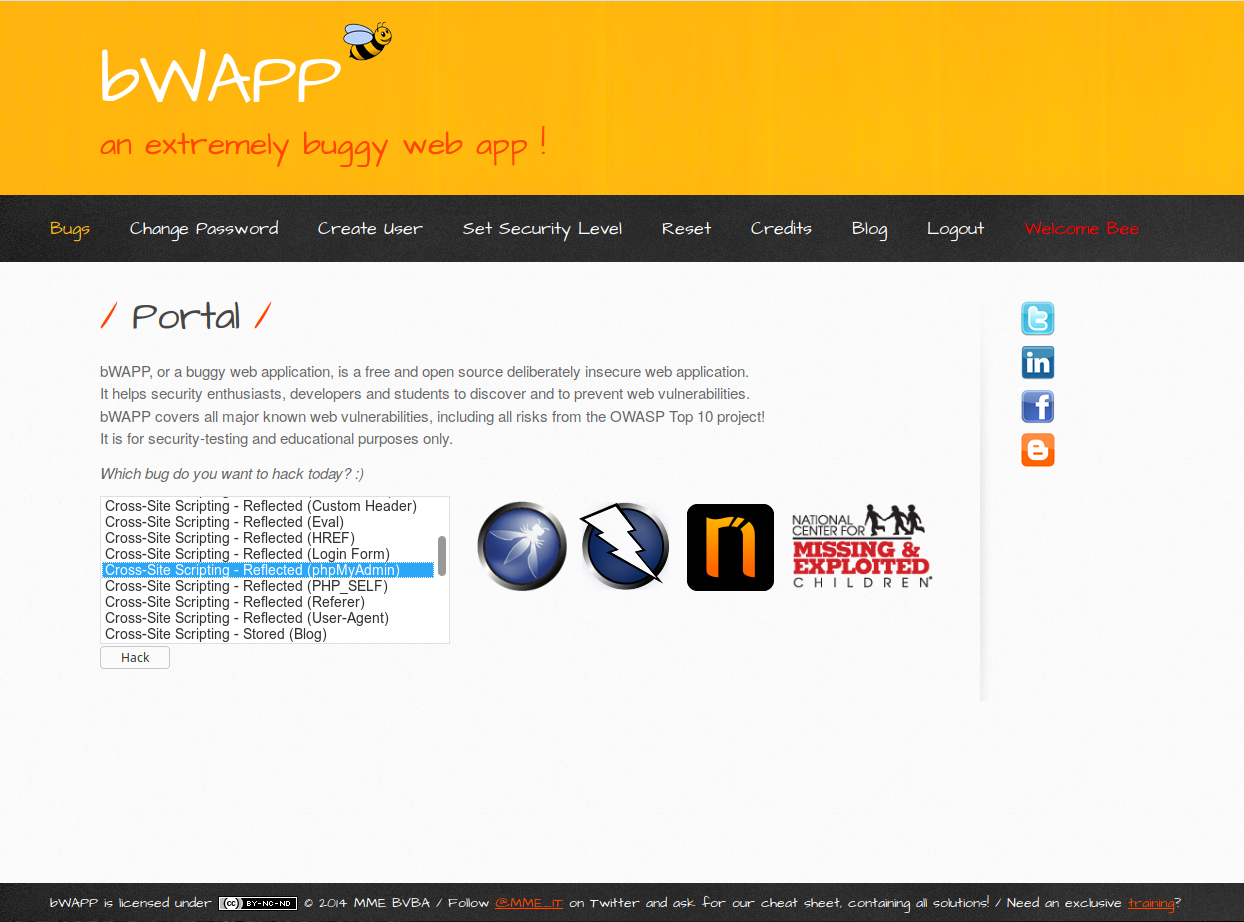 bWAPP
an extremely buggy web app !
Bugs Change Password Create User Set Security Level Reset Credits Blog Logout Welcome Bee
/ Portal /
bWAPP, or a buggy web application, is a free and open source deliberately insecure web application.
It helps security enthusiasts, developers and students to discover and to prevent web vulnerabilities.
bWAPP covers all major known web vulnerabilities, including all risks from the OWASP Top 10 project!
It is for security-testing and educational purposes only.
Which bug do you want to hack today? :)
Cross-Site Scripting - Reflected (Custom Header)
Cross-Site Scripting - Reflected (Eval)
Cross-Site Scripting - Reflected (HREF)
Cross-Site Scripting - Reflected (Login Form)
Cross-Site Scripting - Reflected (phpMyAdmin)
Cross-Site Scripting - Reflected (PHP_SELF)
Cross-Site Scripting - Reflected (Referer)
Cross-Site Scripting - Reflected (User-Agent)
Cross-Site Scripting - Stored (Blog)
Hack
n
NATIONAL
CENTER FOR
MISSING &
EXPLOITED
CHILDREN®
t
in
f
B
bWAPP is licensed under (cc) BY-NC-ND © 2014 MME BVBA / Follow @MME_IT on Twitter and ask for our cheat sheet, containing all solutions! / Need an exclusive training?